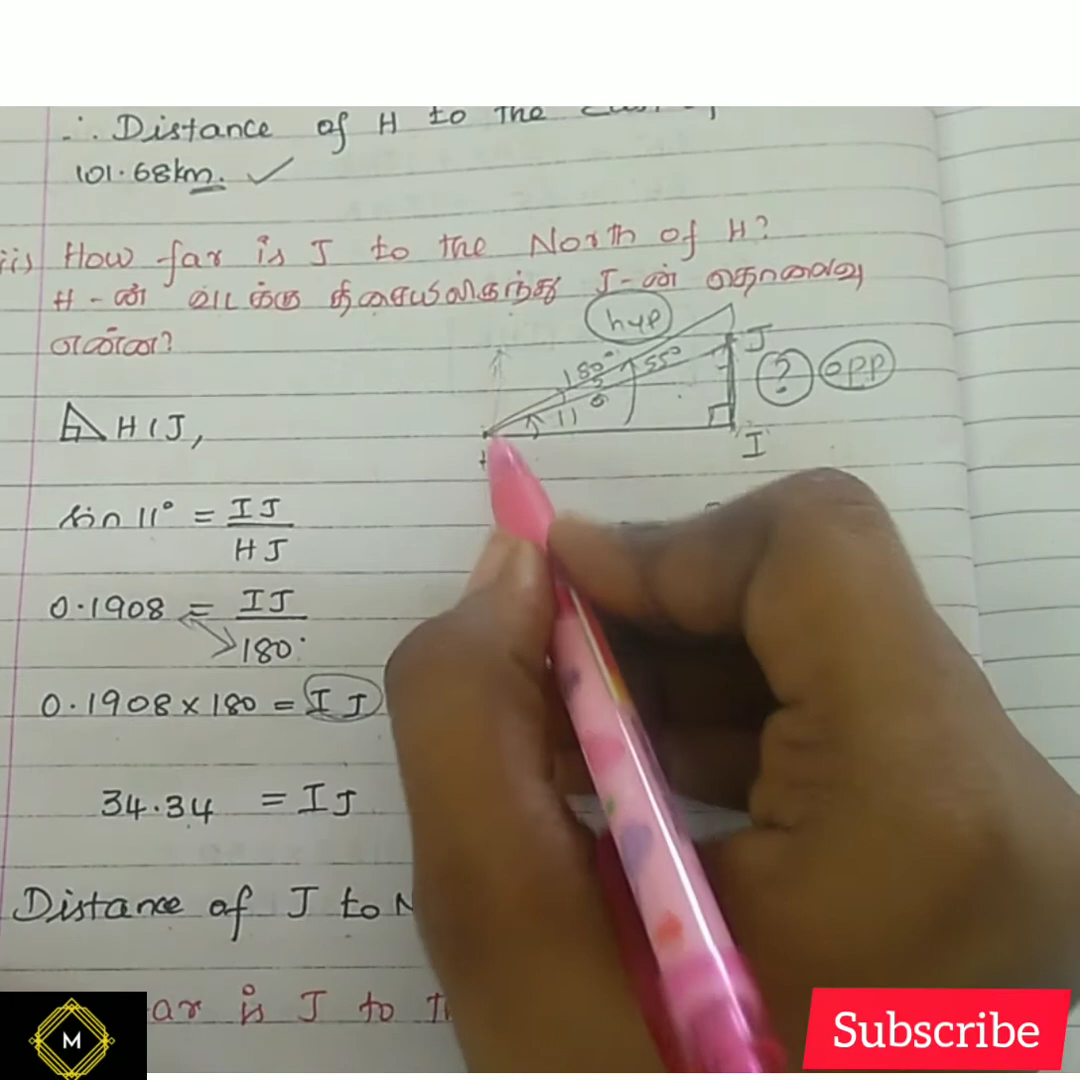 ∴ Distance of H to the
101.68km. ✓
iii) How far is J to the North of H?
H - ன் வடக்கு திசையிலிருந்து J-ன் தொலைவு
என்ன?
hyp
J
180
55°
? opp
11°
I
△HIJ,
sin 11° = IJ
HJ
0.1908 = IJ
180
0.1908 x 180 = IJ
34.34 = IJ
Distance of J to N
ar is J to
M
Subscribe